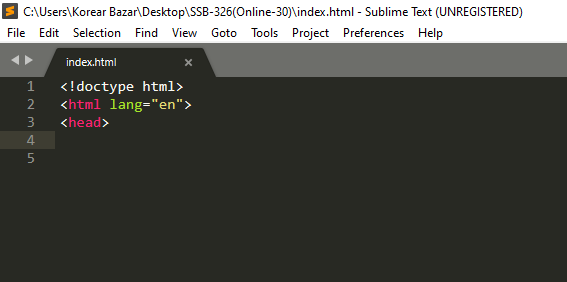 C:\Users\Korear Bazar\Desktop\SSB-326(Online-30)\index.html - Sublime Text (UNREGISTERED)
File Edit Selection Find View Goto Tools Project Preferences Help
index.html
1 <!doctype html>
2 <html lang="en">
3 <head>
4
5